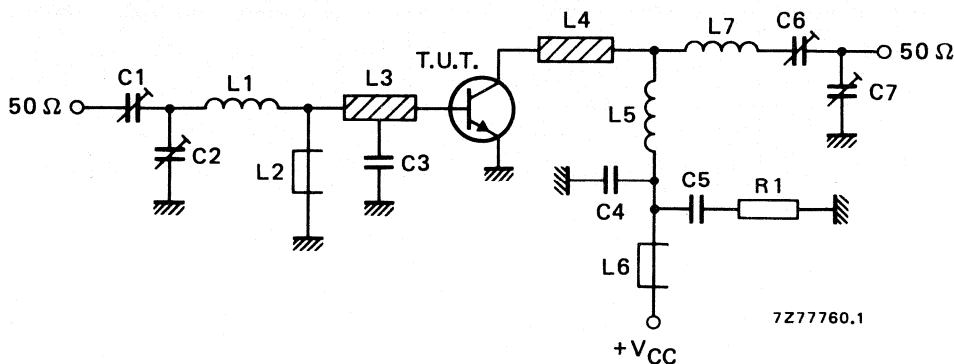 50 Ω
C1
C2
L1
L2
L3
C3
T.U.T.
L4
L5
L7
C6
50 Ω
C7
C4
C5
R1
L6
+VCC
7Z77760.1